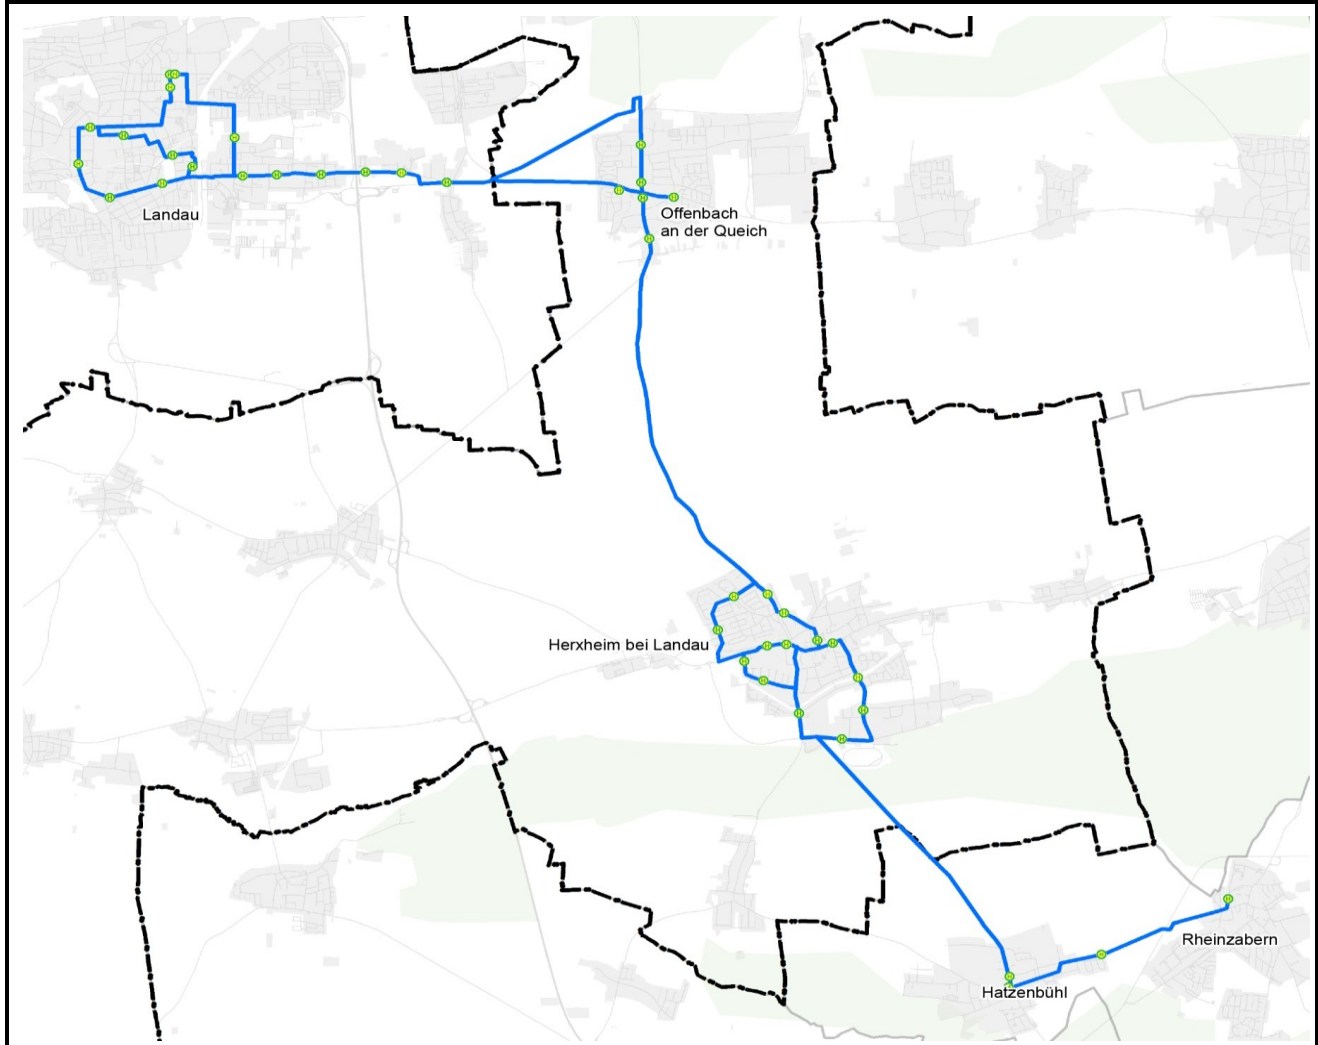 Landau
Offenbach
an der Queich
Herxheim bei Landau
Rheinzabern
Hatzenbühl